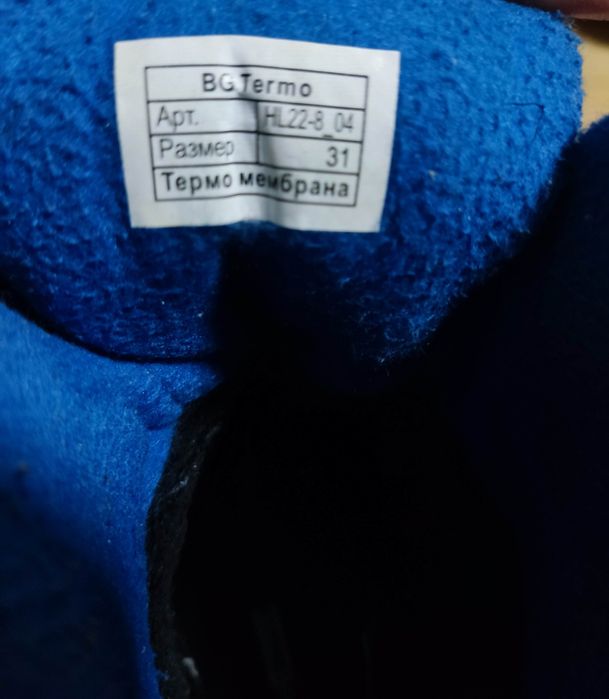 BG Termo
Арт. HL22-8_04
Размер 31
Термо мембрана